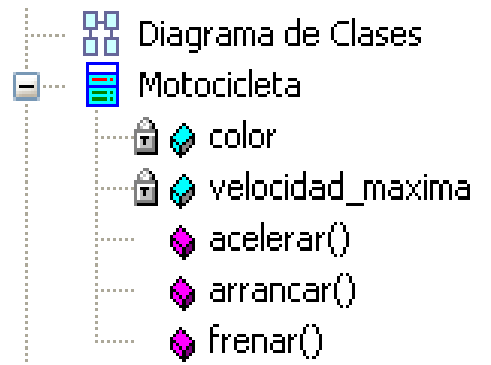 Diagrama de Clases
Motocicleta
color
velocidad_maxima
acelerar()
arrancar()
frenar()